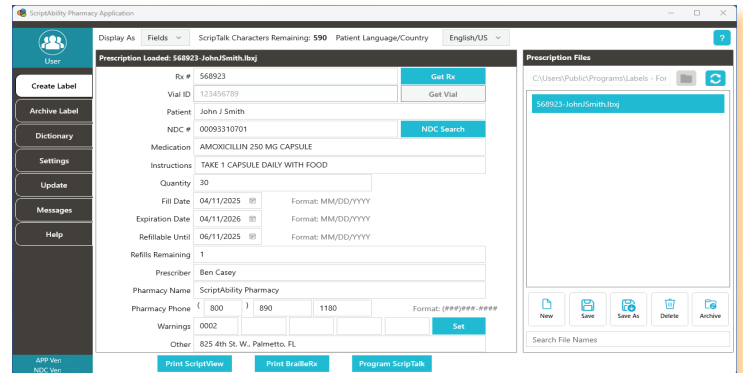 ScriptAbility Pharmacy Application
Display As Fields ScripTalk Characters Remaining: 590 Patient Language/Country English/US ?
User
Prescription Loaded: 568923-JohnJSmith.lbxj
Prescription Files
Rx # 568923 Get Rx
C:\Users\Public\Programs\Labels - For
Create Label
Vial ID 123456789 Get Vial
568923-JohnJSmith.lbxj
Archive Label
Patient John J Smith
NDC # 00093310701 NDC Search
Dictionary
Medication AMOXICILLIN 250 MG CAPSULE
Settings
Instructions TAKE 1 CAPSULE DAILY WITH FOOD
Update
Quantity 30
Fill Date 04/11/2025 Format: MM/DD/YYYY
Messages
Expiration Date 04/11/2026 Format: MM/DD/YYYY
Help
Refillable Until 06/11/2025 Format: MM/DD/YYYY
Refills Remaining 1
Prescriber Ben Casey
Pharmacy Name ScriptAbility Pharmacy
Pharmacy Phone ( 800 ) 890 1180 Format: (###)###-####
New Save Save As Delete Archive
Warnings 0002 Set
Search File Names
Other 825 4th St. W., Palmetto, FL
APP Ver:
NDC Ver:
Print ScriptView Print BrailleRx Program ScripTalk